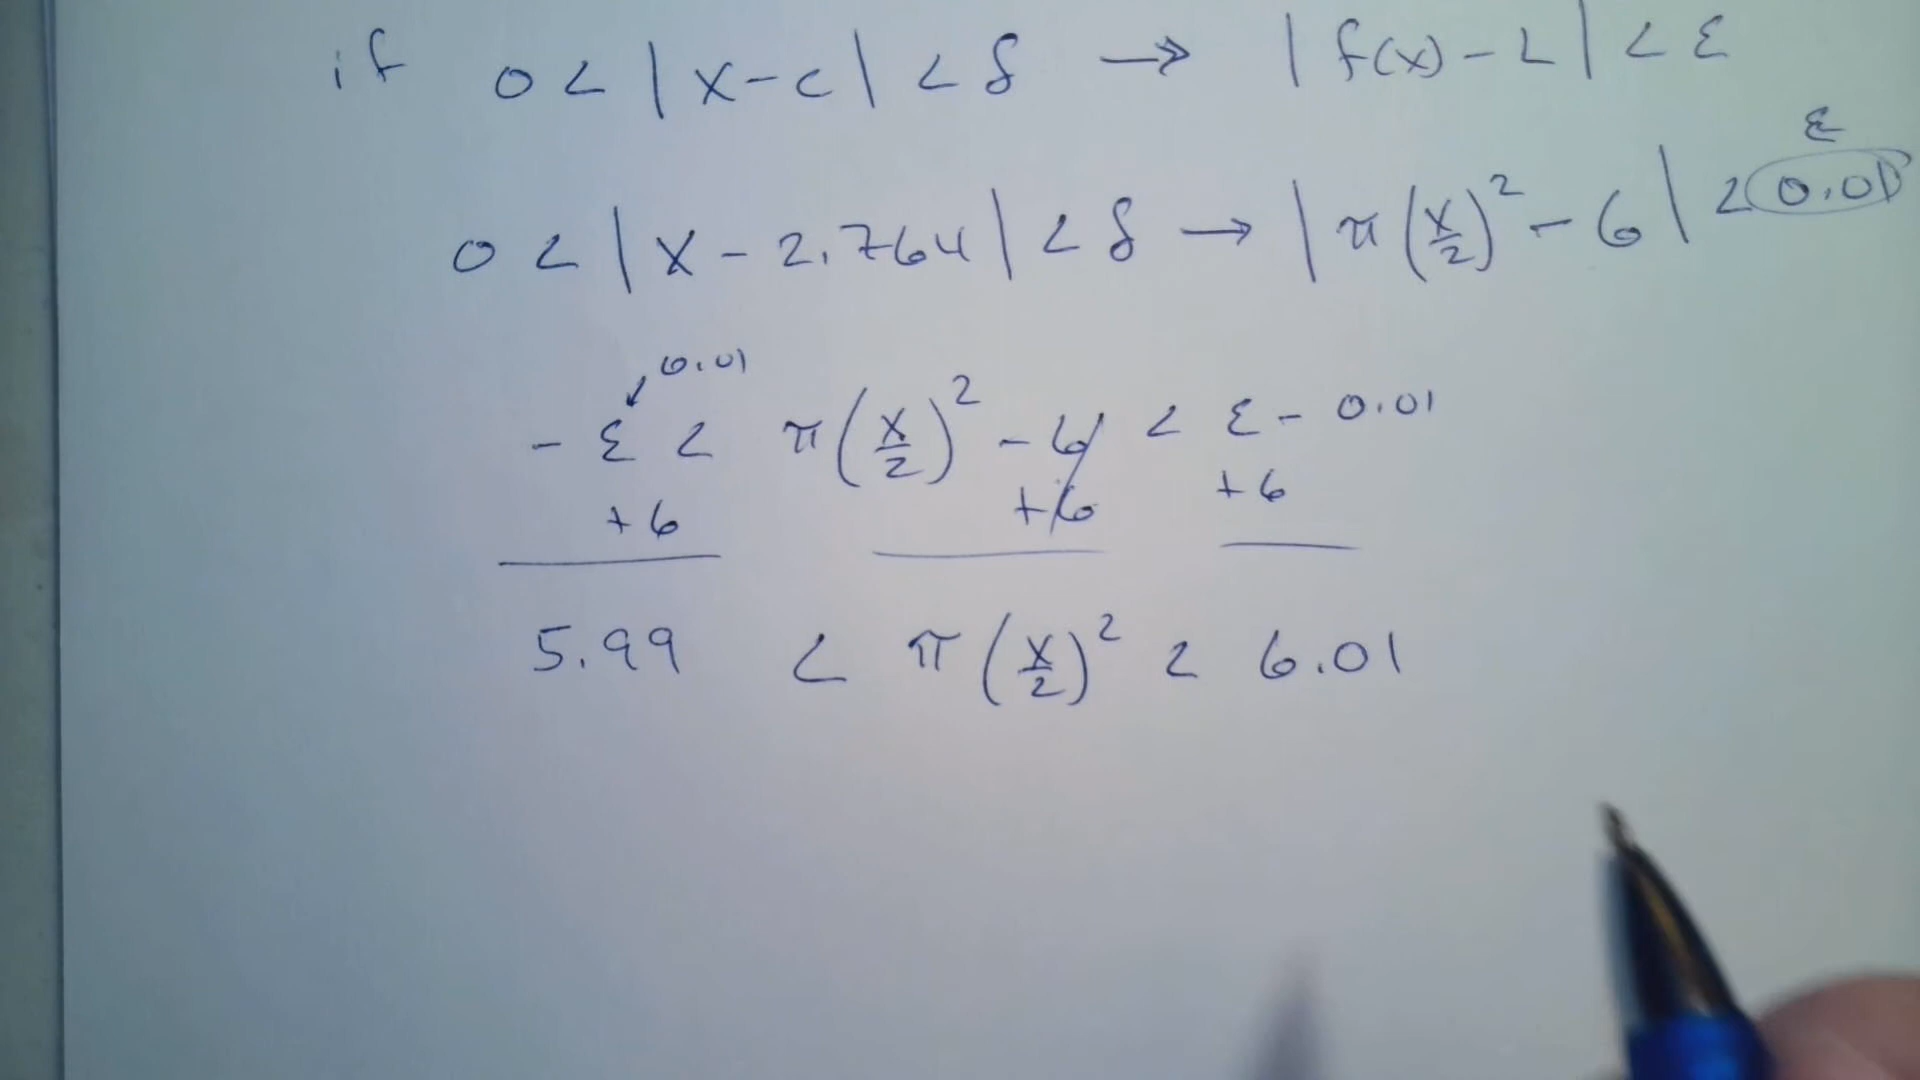 if 0 < |x - c| < δ → |f(x) - L| < ε
ε
0 < |x - 2.764| < δ → |π(x/2)² - 6| < 0.01
0.01
- ε < π(x/2)² - 6 < ε - 0.01
+6 +6 +6
5.99 < π(x/2)² < 6.01